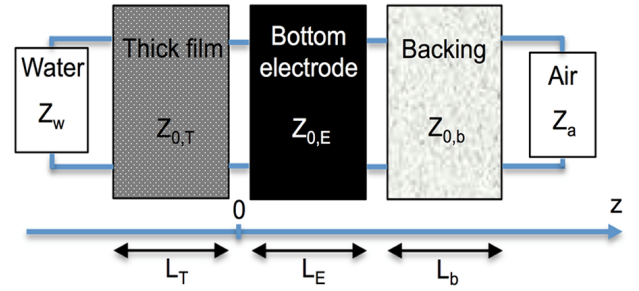 Water
Z_w
Thick film
Z_0,T
Bottom
electrode
Z_0,E
Backing
Z_0,b
Air
Z_a
0
z
L_T
L_E
L_b